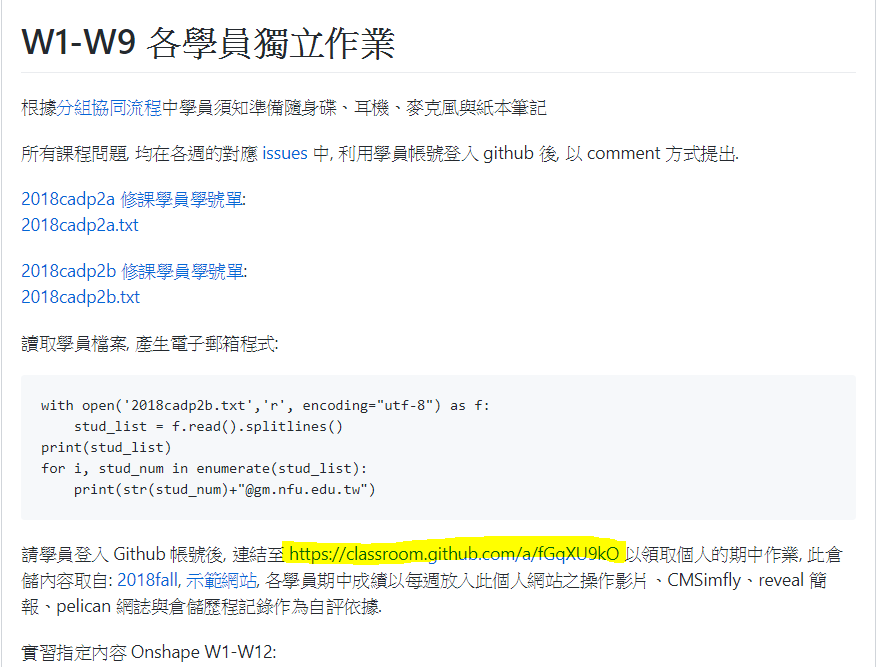 W1-W9 各學員獨立作業
根據分組協同流程中學員須知準備隨身碟、耳機、麥克風與紙本筆記
所有課程問題, 均在各週的對應 issues 中, 利用學員帳號登入 github 後, 以 comment 方式提出.
2018cadp2a 修課學員學號單:
2018cadp2a.txt
2018cadp2b 修課學員學號單:
2018cadp2b.txt
讀取學員檔案, 產生電子郵箱程式:
with open('2018cadp2b.txt','r', encoding="utf-8") as f:
    stud_list = f.read().splitlines()
print(stud_list)
for i, stud_num in enumerate(stud_list):
    print(str(stud_num)+"@gm.nfu.edu.tw")
請學員登入 Github 帳號後, 連結至 https://classroom.github.com/a/fGqXU9kO 以領取個人的期中作業, 此倉
儲內容取自: 2018fall, 示範網站, 各學員期中成績以每週放入此個人網站之操作影片、CMSimfly、reveal 簡
報、pelican 網誌與倉儲歷程記錄作為自評依據.
實習指定內容 Onshape W1-W12: